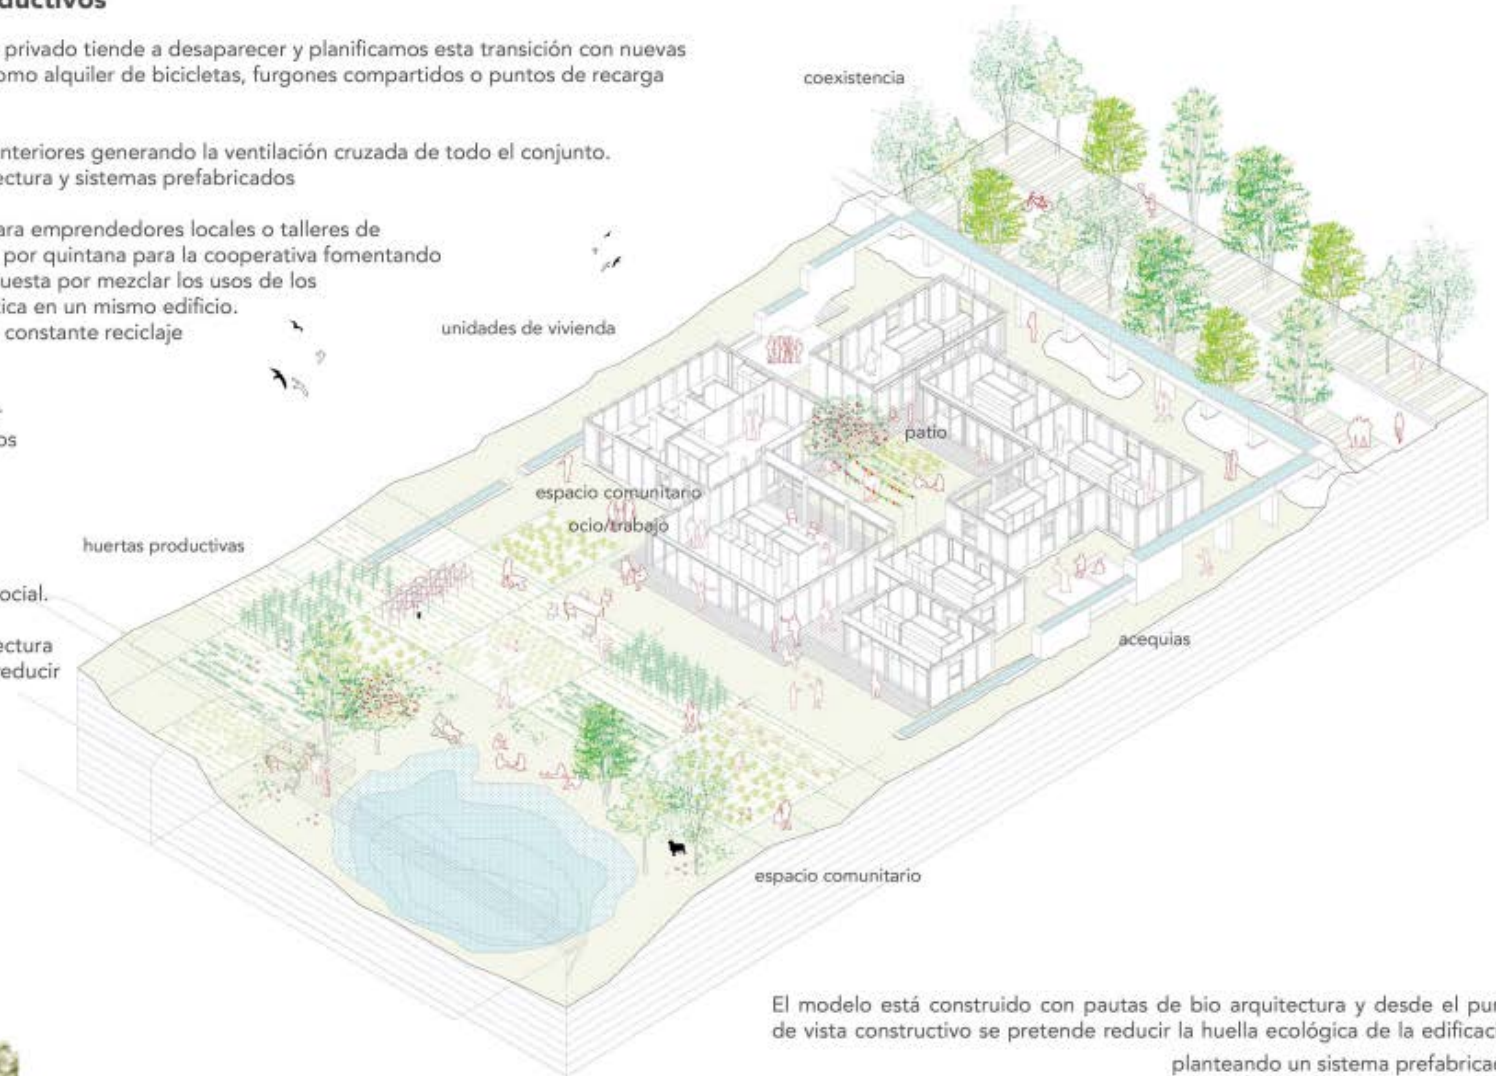 ductivos
privado tiende a desaparecer y planificamos esta transición con nuevas
omo alquiler de bicicletas, furgones compartidos o puntos de recarga
nteriores generando la ventilación cruzada de todo el conjunto.
ectura y sistemas prefabricados
ara emprendedores locales o talleres de
por quintana para la cooperativa fomentando
uesta por mezclar los usos de los
ica en un mismo edificio.
constante reciclaje
os
ocial.
ectura
reducir
coexistencia
unidades de vivienda
patio
espacio comunitario
ocio/trabajo
huertas productivas
acequias
espacio comunitario
El modelo está construido con pautas de bio arquitectura y desde el pun
de vista constructivo se pretende reducir la huella ecológica de la edificac
planteando un sistema prefabricad